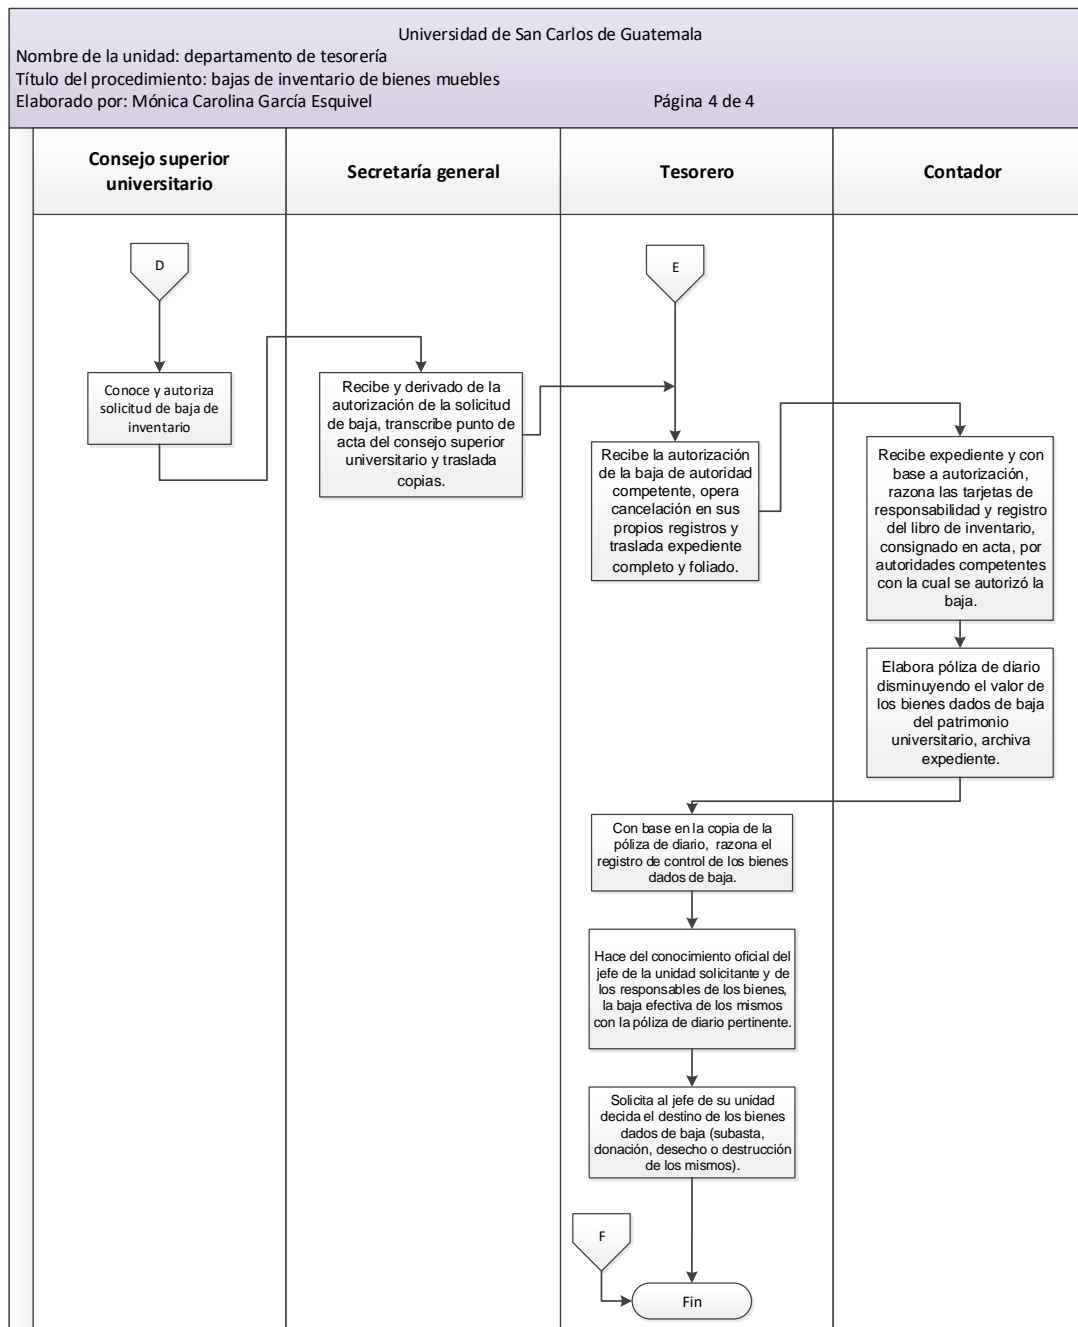 Universidad de San Carlos de Guatemala
Nombre de la unidad: departamento de tesorería
Título del procedimiento: bajas de inventario de bienes muebles
Elaborado por: Mónica Carolina García Esquivel Página 4 de 4
Consejo superior
universitario
Secretaría general
Tesorero
Contador
D
E
Conoce y autoriza
solicitud de baja de
inventario
Recibe y derivado de la
autorización de la solicitud
de baja, transcribe punto de
acta del consejo superior
universitario y traslada
copias.
Recibe la autorización
de la baja de autoridad
competente, opera
cancelación en sus
propios registros y
traslada expediente
completo y foliado.
Recibe expediente y con
base a autorización,
razona las tarjetas de
responsabilidad y registro
del libro de inventario,
consignado en acta, por
autoridades competentes
con la cual se autorizó la
baja.
Elabora póliza de diario
disminuyendo el valor de
los bienes dados de baja
del patrimonio
universitario, archiva
expediente.
Con base en la copia de la
póliza de diario, razona el
registro de control de los bienes
dados de baja.
Hace del conocimiento oficial del
jefe de la unidad solicitante y de
los responsables de los bienes,
la baja efectiva de los mismos
con la póliza de diario pertinente.
Solicita al jefe de su unidad
decida el destino de los bienes
dados de baja (subasta,
donación, desecho o destrucción
de los mismos).
F
Fin